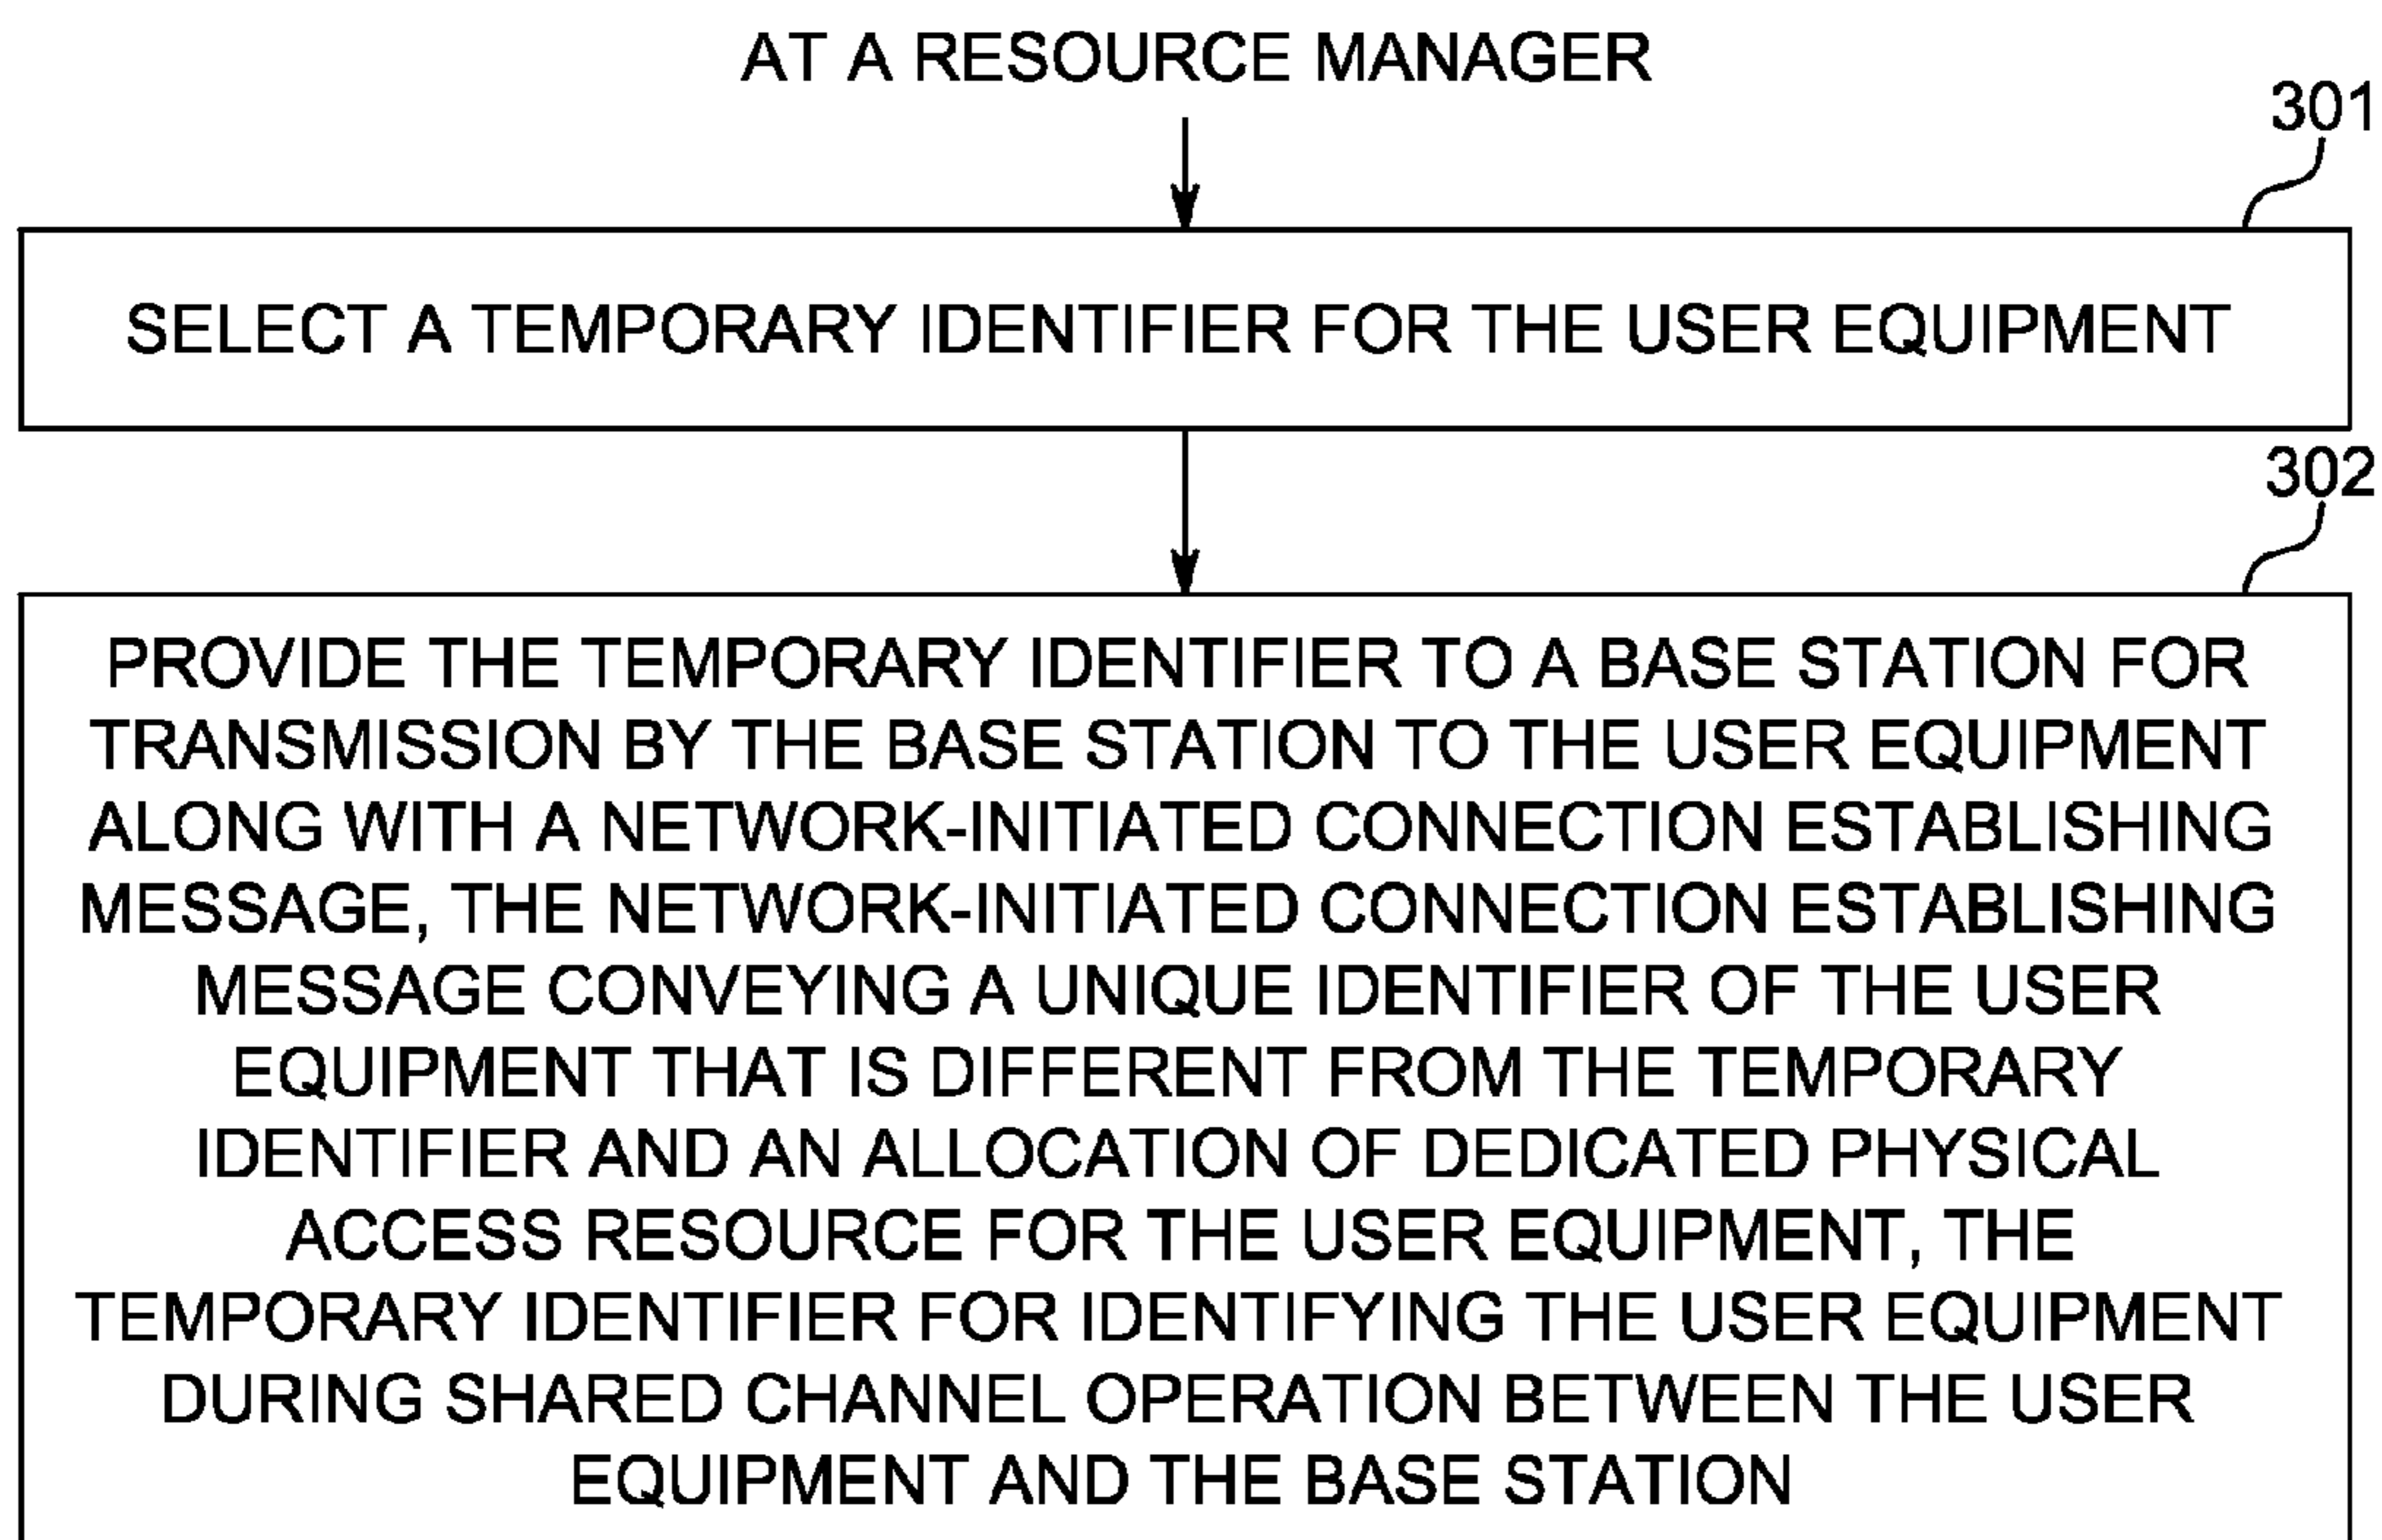 AT A RESOURCE MANAGER
301
SELECT A TEMPORARY IDENTIFIER FOR THE USER EQUIPMENT
302
PROVIDE THE TEMPORARY IDENTIFIER TO A BASE STATION FOR
TRANSMISSION BY THE BASE STATION TO THE USER EQUIPMENT
ALONG WITH A NETWORK-INITIATED CONNECTION ESTABLISHING
MESSAGE, THE NETWORK-INITIATED CONNECTION ESTABLISHING
MESSAGE CONVEYING A UNIQUE IDENTIFIER OF THE USER
EQUIPMENT THAT IS DIFFERENT FROM THE TEMPORARY
IDENTIFIER AND AN ALLOCATION OF DEDICATED PHYSICAL
ACCESS RESOURCE FOR THE USER EQUIPMENT, THE
TEMPORARY IDENTIFIER FOR IDENTIFYING THE USER EQUIPMENT
DURING SHARED CHANNEL OPERATION BETWEEN THE USER
EQUIPMENT AND THE BASE STATION